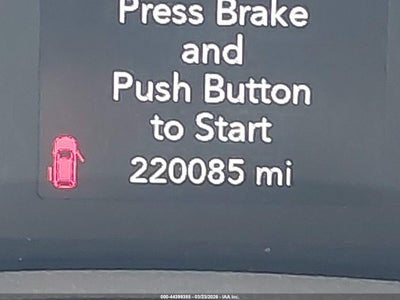 Press Brake
and
Push Button
to Start
220085 mi